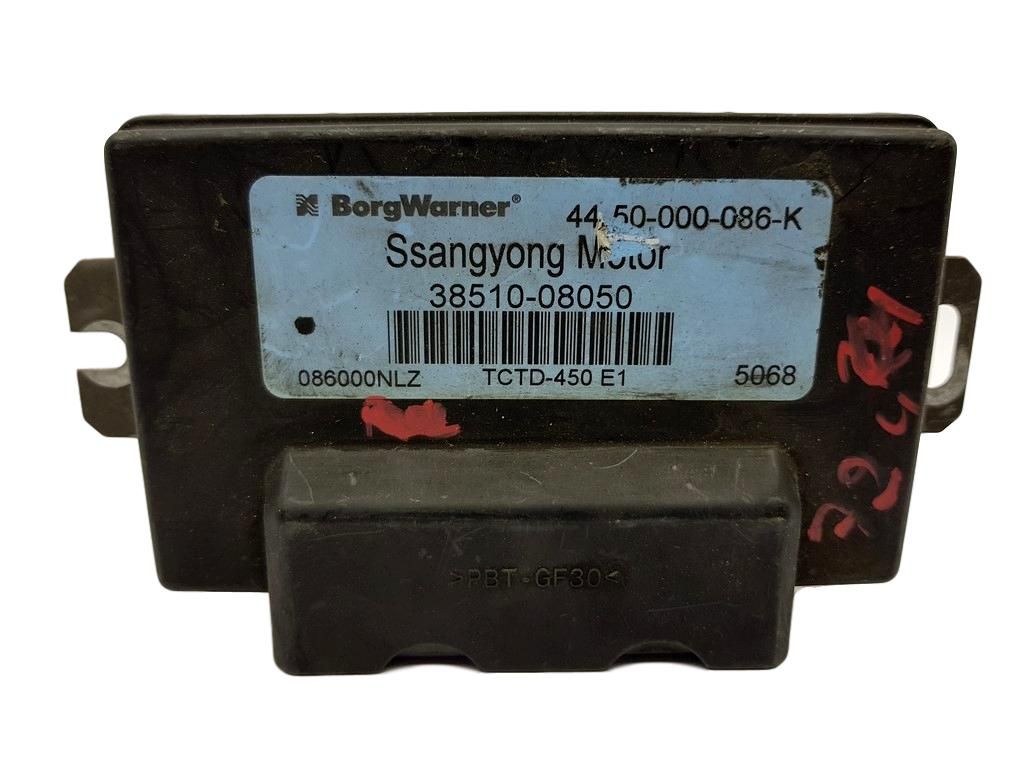 BorgWarner®
44 50-000-086-K
Ssangyong Motor
38510-08050
086000NLZ TCTD-450 E1 5068
>PBT-GF30<